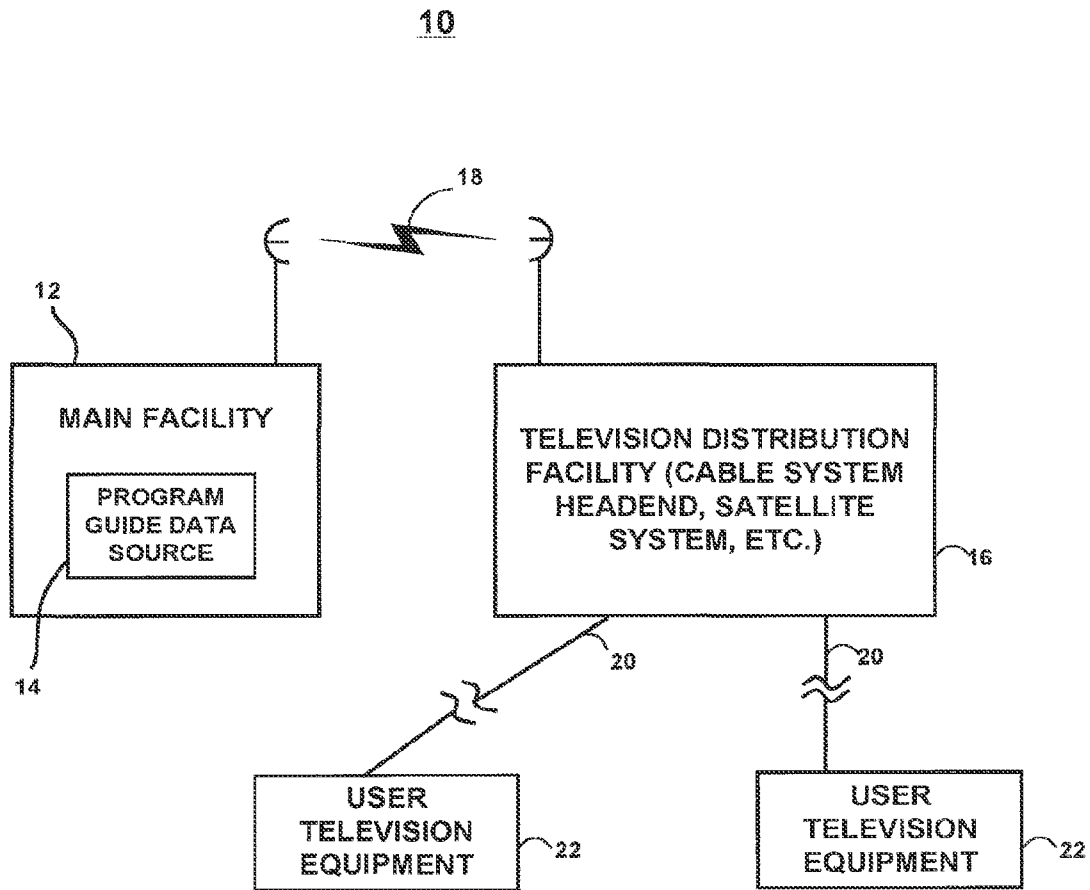 10
18
12
MAIN FACILITY
PROGRAM
GUIDE DATA
SOURCE
14
TELEVISION DISTRIBUTION
FACILITY (CABLE SYSTEM
HEADEND, SATELLITE
SYSTEM, ETC.)
16
20
20
USER
TELEVISION
EQUIPMENT
22
USER
TELEVISION
EQUIPMENT
22